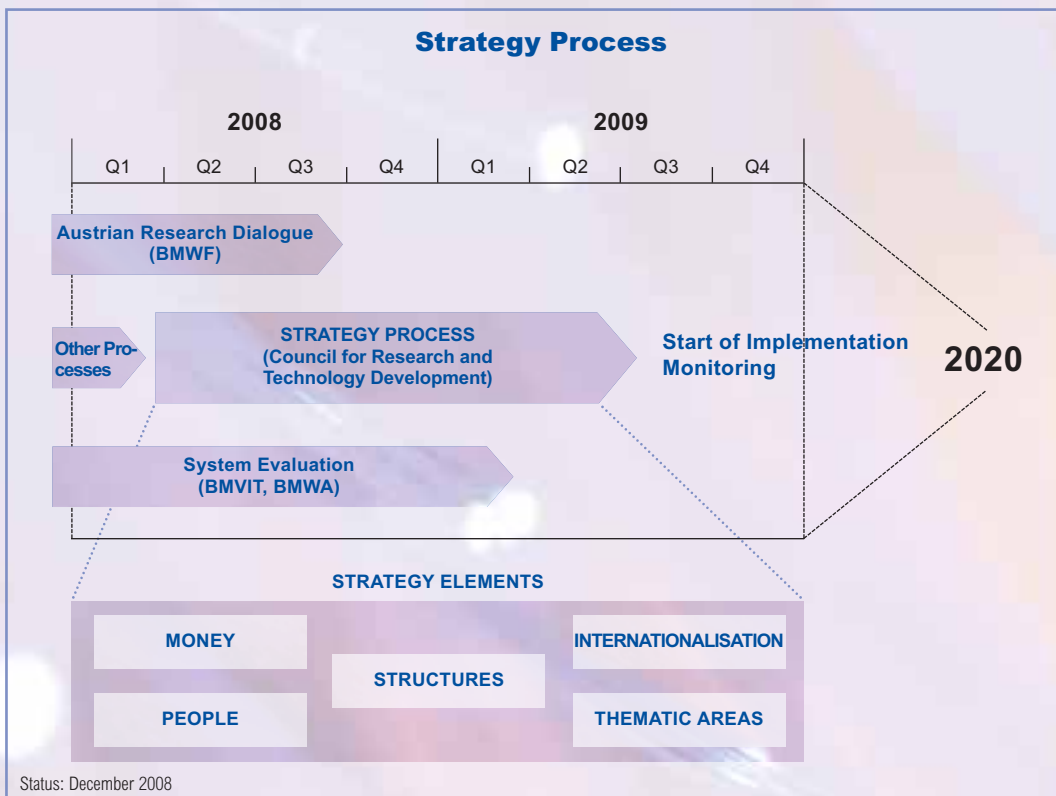 Strategy Process
2008 2009
Q1 Q2 Q3 Q4 Q1 Q2 Q3 Q4
Austrian Research Dialogue
(BMWF)
Other Pro-
cesses
STRATEGY PROCESS
(Council for Research and
Technology Development)
Start of Implementation
Monitoring
2020
System Evaluation
(BMVIT, BMWA)
STRATEGY ELEMENTS
MONEY
PEOPLE
STRUCTURES
INTERNATIONALISATION
THEMATIC AREAS
Status: December 2008